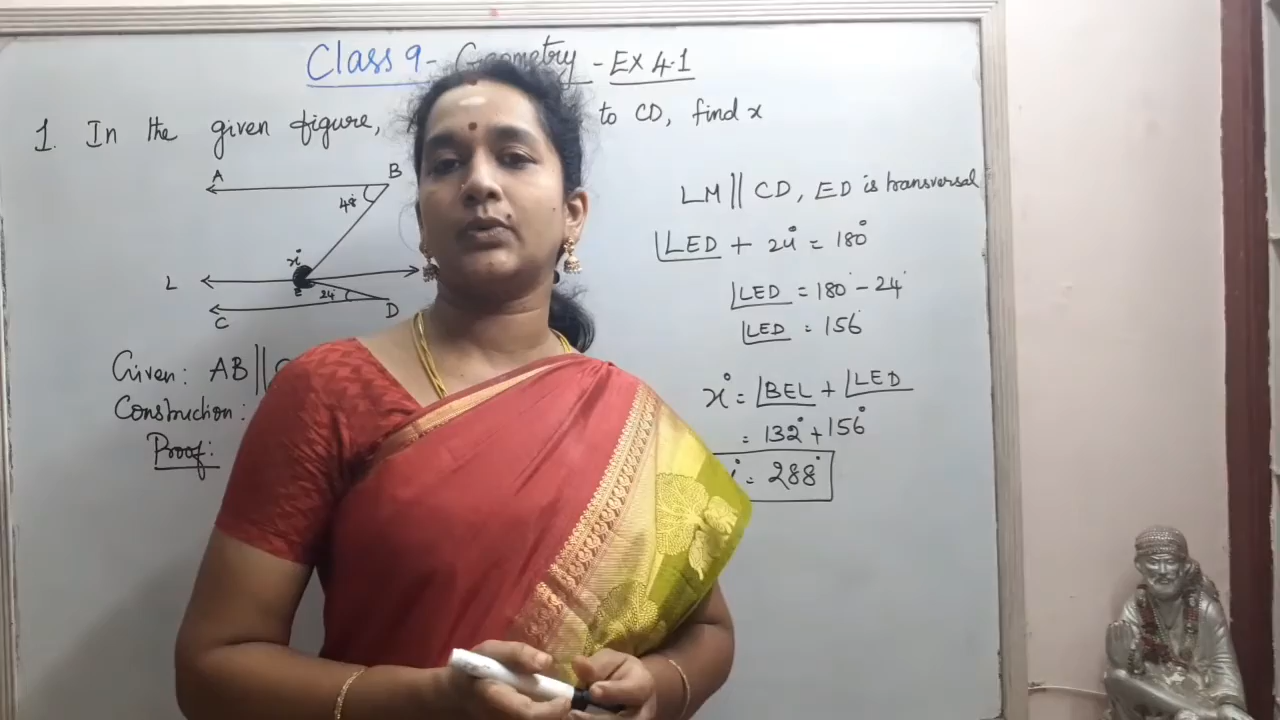 Class 9 - Geometry - Ex 4.1
1. In the given figure, to CD, find x
A B
48°
x°
L
E 24°
C D
Given: AB ||
Construction:
Proof:
LM || CD, ED is transversal
∠LED + 24° = 180°
∠LED = 180° - 24°
∠LED = 156°
x° = ∠BEL + ∠LED
= 132° + 156°
= 288°